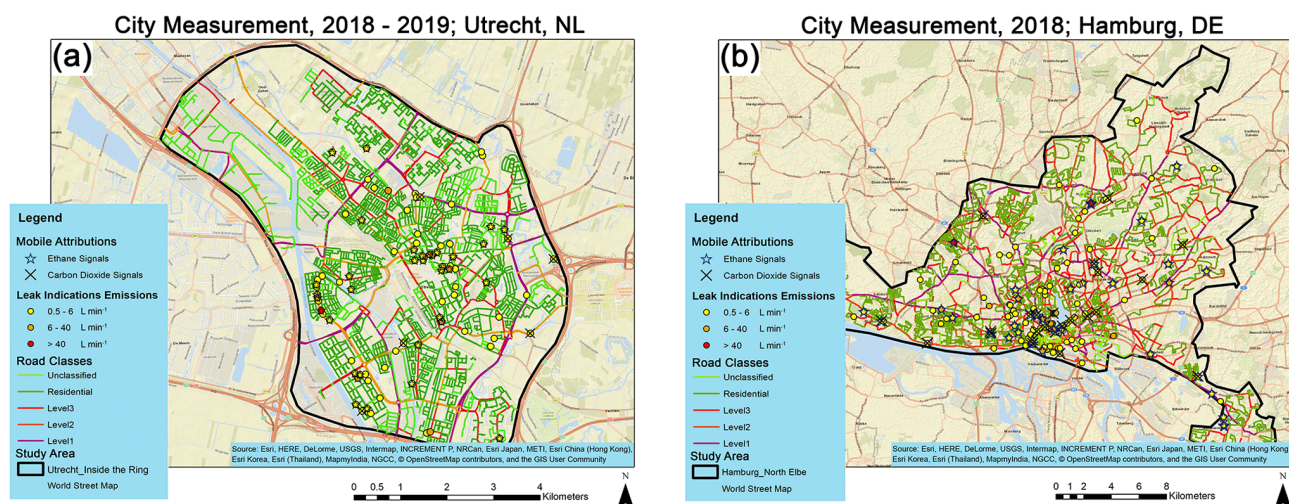 City Measurement, 2018 - 2019; Utrecht, NL
(a)
Legend
Mobile Attributions
Ethane Signals
Carbon Dioxide Signals
Leak Indications Emissions
0.5 - 6 L min⁻¹
6 - 40 L min⁻¹
> 40 L min⁻¹
Road Classes
Unclassified
Residential
Level3
Level2
Level1
Study Area
Utrecht_Inside the Ring
World Street Map
Source: Esri, HERE, DeLorme, USGS, Intermap, INCREMENT P, NRCan, Esri Japan, METI, Esri China (Hong Kong),
Esri Korea, Esri (Thailand), MapmyIndia, NGCC, © OpenStreetMap contributors, and the GIS User Community
0 0.5 1 2 3 4
Kilometers
N
City Measurement, 2018; Hamburg, DE
(b)
Legend
Mobile Attributions
Ethane Signals
Carbon Dioxide Signals
Leak Indications Emissions
0.5 - 6 L min⁻¹
6 - 40 L min⁻¹
> 40 L min⁻¹
Road Classes
Unclassified
Residential
Level3
Level2
Level1
Study Area
Hamburg_North Elbe
World Street Map
Source: Esri, HERE, DeLorme, USGS, Intermap, INCREMENT P, NRCan, Esri Japan, METI, Esri China (Hong Kong),
Esri Korea, Esri (Thailand), MapmyIndia, NGCC, © OpenStreetMap contributors, and the GIS User Community
0 1 2 4 6 8
Kilometers
N